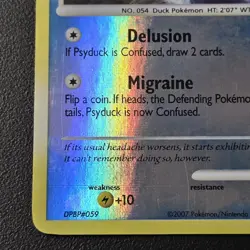 NO. 054 Duck Pokémon HT: 2'07" W
Delusion
If Psyduck is Confused, draw 2 cards.
Migraine
Flip a coin. If heads, the Defending Pokémon
tails, Psyduck is now Confused.
If its usual headache worsens, it starts exhibiting
It can't remember doing so, however,
weakness
resistance
+10
DPBP#059
©2007 Pokémon/Nintendo